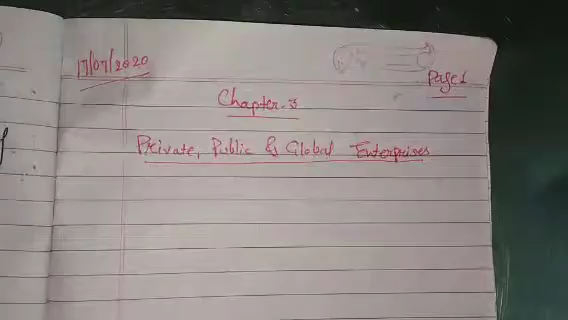 17/07/2020
Page 1
Chapter-3
Private, Public & Global Enterprises